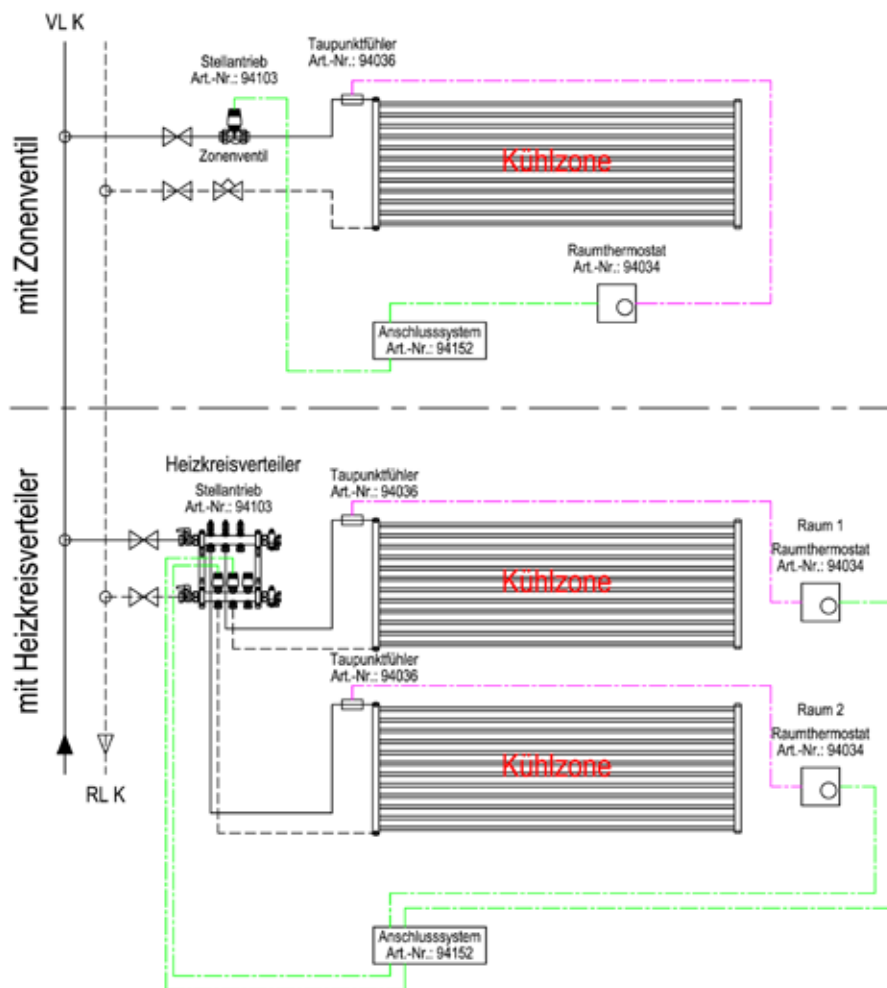 VL K
Stellantrieb
Art.-Nr.: 94103
Taupunktfühler
Art.-Nr.: 94036
Zonenventil
Kühlzone
mit Zonenventil
Raumthermostat
Art.-Nr.: 94034
Anschlusssystem
Art.-Nr.: 94152
mit Heizkreisverteiler
Heizkreisverteiler
Stellantrieb
Art.-Nr.: 94103
Taupunktfühler
Art.-Nr.: 94036
Kühlzone
Raum 1
Raumthermostat
Art.-Nr.: 94034
Taupunktfühler
Art.-Nr.: 94036
Kühlzone
Raum 2
Raumthermostat
Art.-Nr.: 94034
RL K
Anschlusssystem
Art.-Nr.: 94152